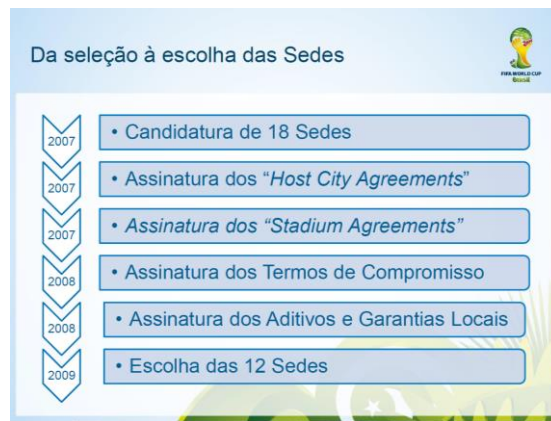 Da seleção à escolha das Sedes
FIFA WORLD CUP
Brasil
2007
• Candidatura de 18 Sedes
2007
• Assinatura dos “Host City Agreements”
2007
• Assinatura dos “Stadium Agreements”
2008
• Assinatura dos Termos de Compromisso
2008
• Assinatura dos Aditivos e Garantias Locais
2009
• Escolha das 12 Sedes